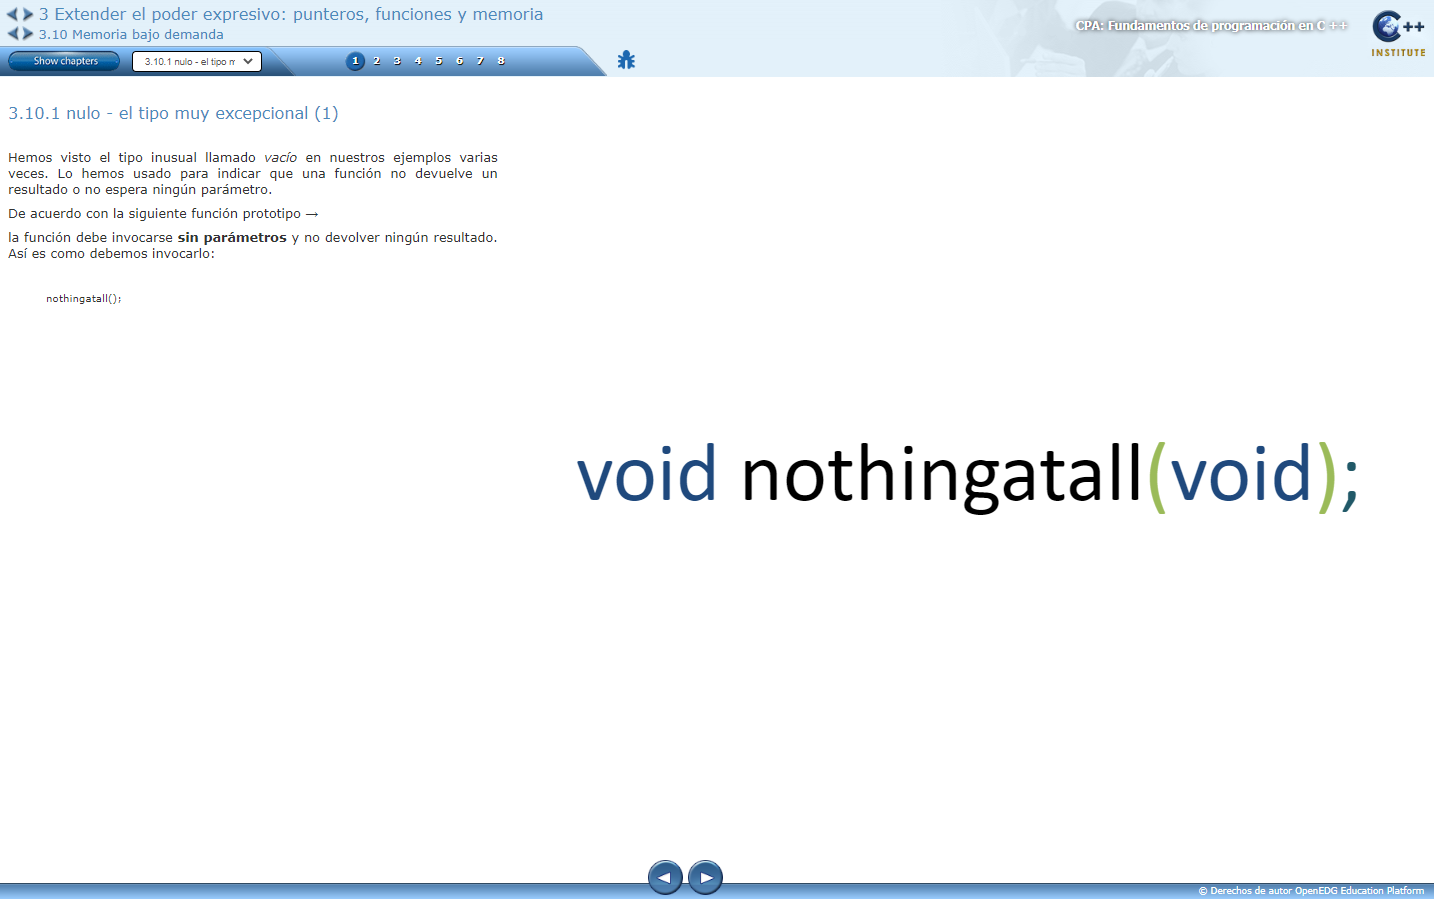 3 Extender el poder expresivo: punteros, funciones y memoria
3.10 Memoria bajo demanda
CPA: Fundamentos de programación en C ++
++
INSTITUTE
Show chapters
3.10.1 nulo - el tipo m
1 2 3 4 5 6 7 8
3.10.1 nulo - el tipo muy excepcional (1)
Hemos visto el tipo inusual llamado vacío en nuestros ejemplos varias
veces. Lo hemos usado para indicar que una función no devuelve un
resultado o no espera ningún parámetro.
De acuerdo con la siguiente función prototipo →
la función debe invocarse sin parámetros y no devolver ningún resultado.
Así es como debemos invocarlo:
nothingatall();
void nothingatall(void);
© Derechos de autor OpenEDG Education Platform